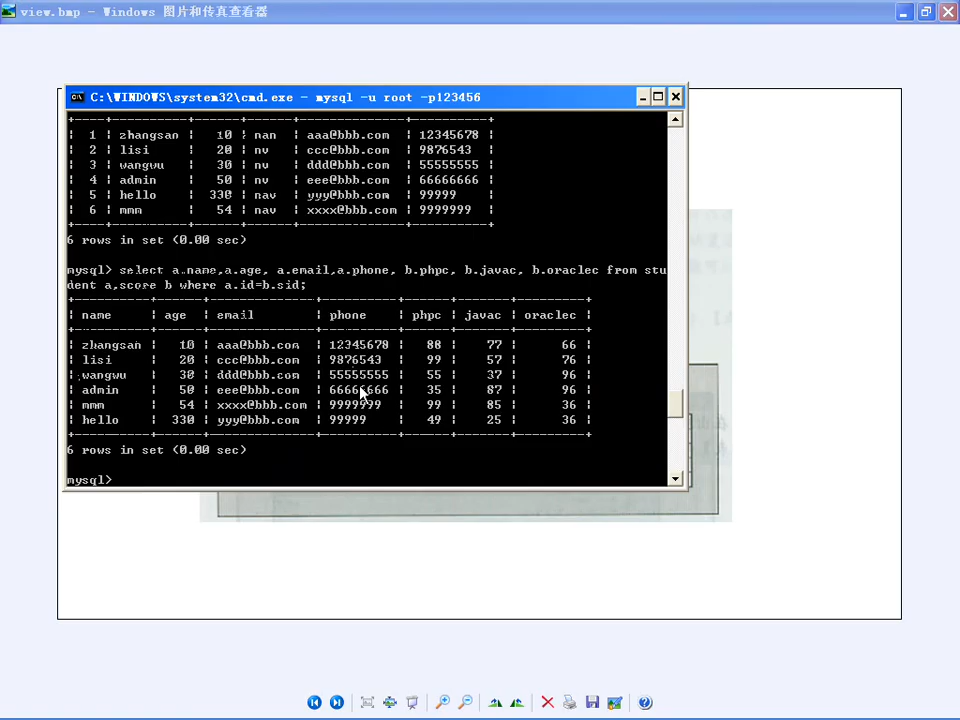 view.bmp - Windows 图片和传真查看器
C:\WINDOWS\system32\cmd.exe - mysql -u root -p123456
+----+----------+------+------+--------------+----------+
| 1 | zhangsan | 10 | nan | aaa@bbb.com | 12345678 |
| 2 | lisi | 20 | nv | ccc@bbb.com | 9876543 |
| 3 | wangwu | 30 | nv | ddd@bbb.com | 55555555 |
| 4 | admin | 50 | nv | eee@bbb.com | 66666666 |
| 5 | hello | 330 | nav | yyy@bbb.com | 99999 |
| 6 | mmm | 54 | nav | xxxx@bbb.com | 9999999 |
+----+----------+------+------+--------------+----------+
6 rows in set (0.00 sec)
mysql> select a.name,a.age, a.email,a.phone, b.phpc, b.javac, b.oraclec from stu
dent a,score b where a.id=b.sid;
+----------+------+--------------+----------+------+-------+---------+
| name | age | email | phone | phpc | javac | oraclec |
+----------+------+--------------+----------+------+-------+---------+
| zhangsan | 10 | aaa@bbb.com | 12345678 | 88 | 77 | 66 |
| lisi | 20 | ccc@bbb.com | 9876543 | 99 | 57 | 76 |
| wangwu | 30 | ddd@bbb.com | 55555555 | 55 | 37 | 96 |
| admin | 50 | eee@bbb.com | 66666666 | 35 | 87 | 96 |
| mmm | 54 | xxxx@bbb.com | 9999999 | 99 | 85 | 36 |
| hello | 330 | yyy@bbb.com | 99999 | 49 | 25 | 36 |
+----------+------+--------------+----------+------+-------+---------+
6 rows in set (0.00 sec)
mysql>